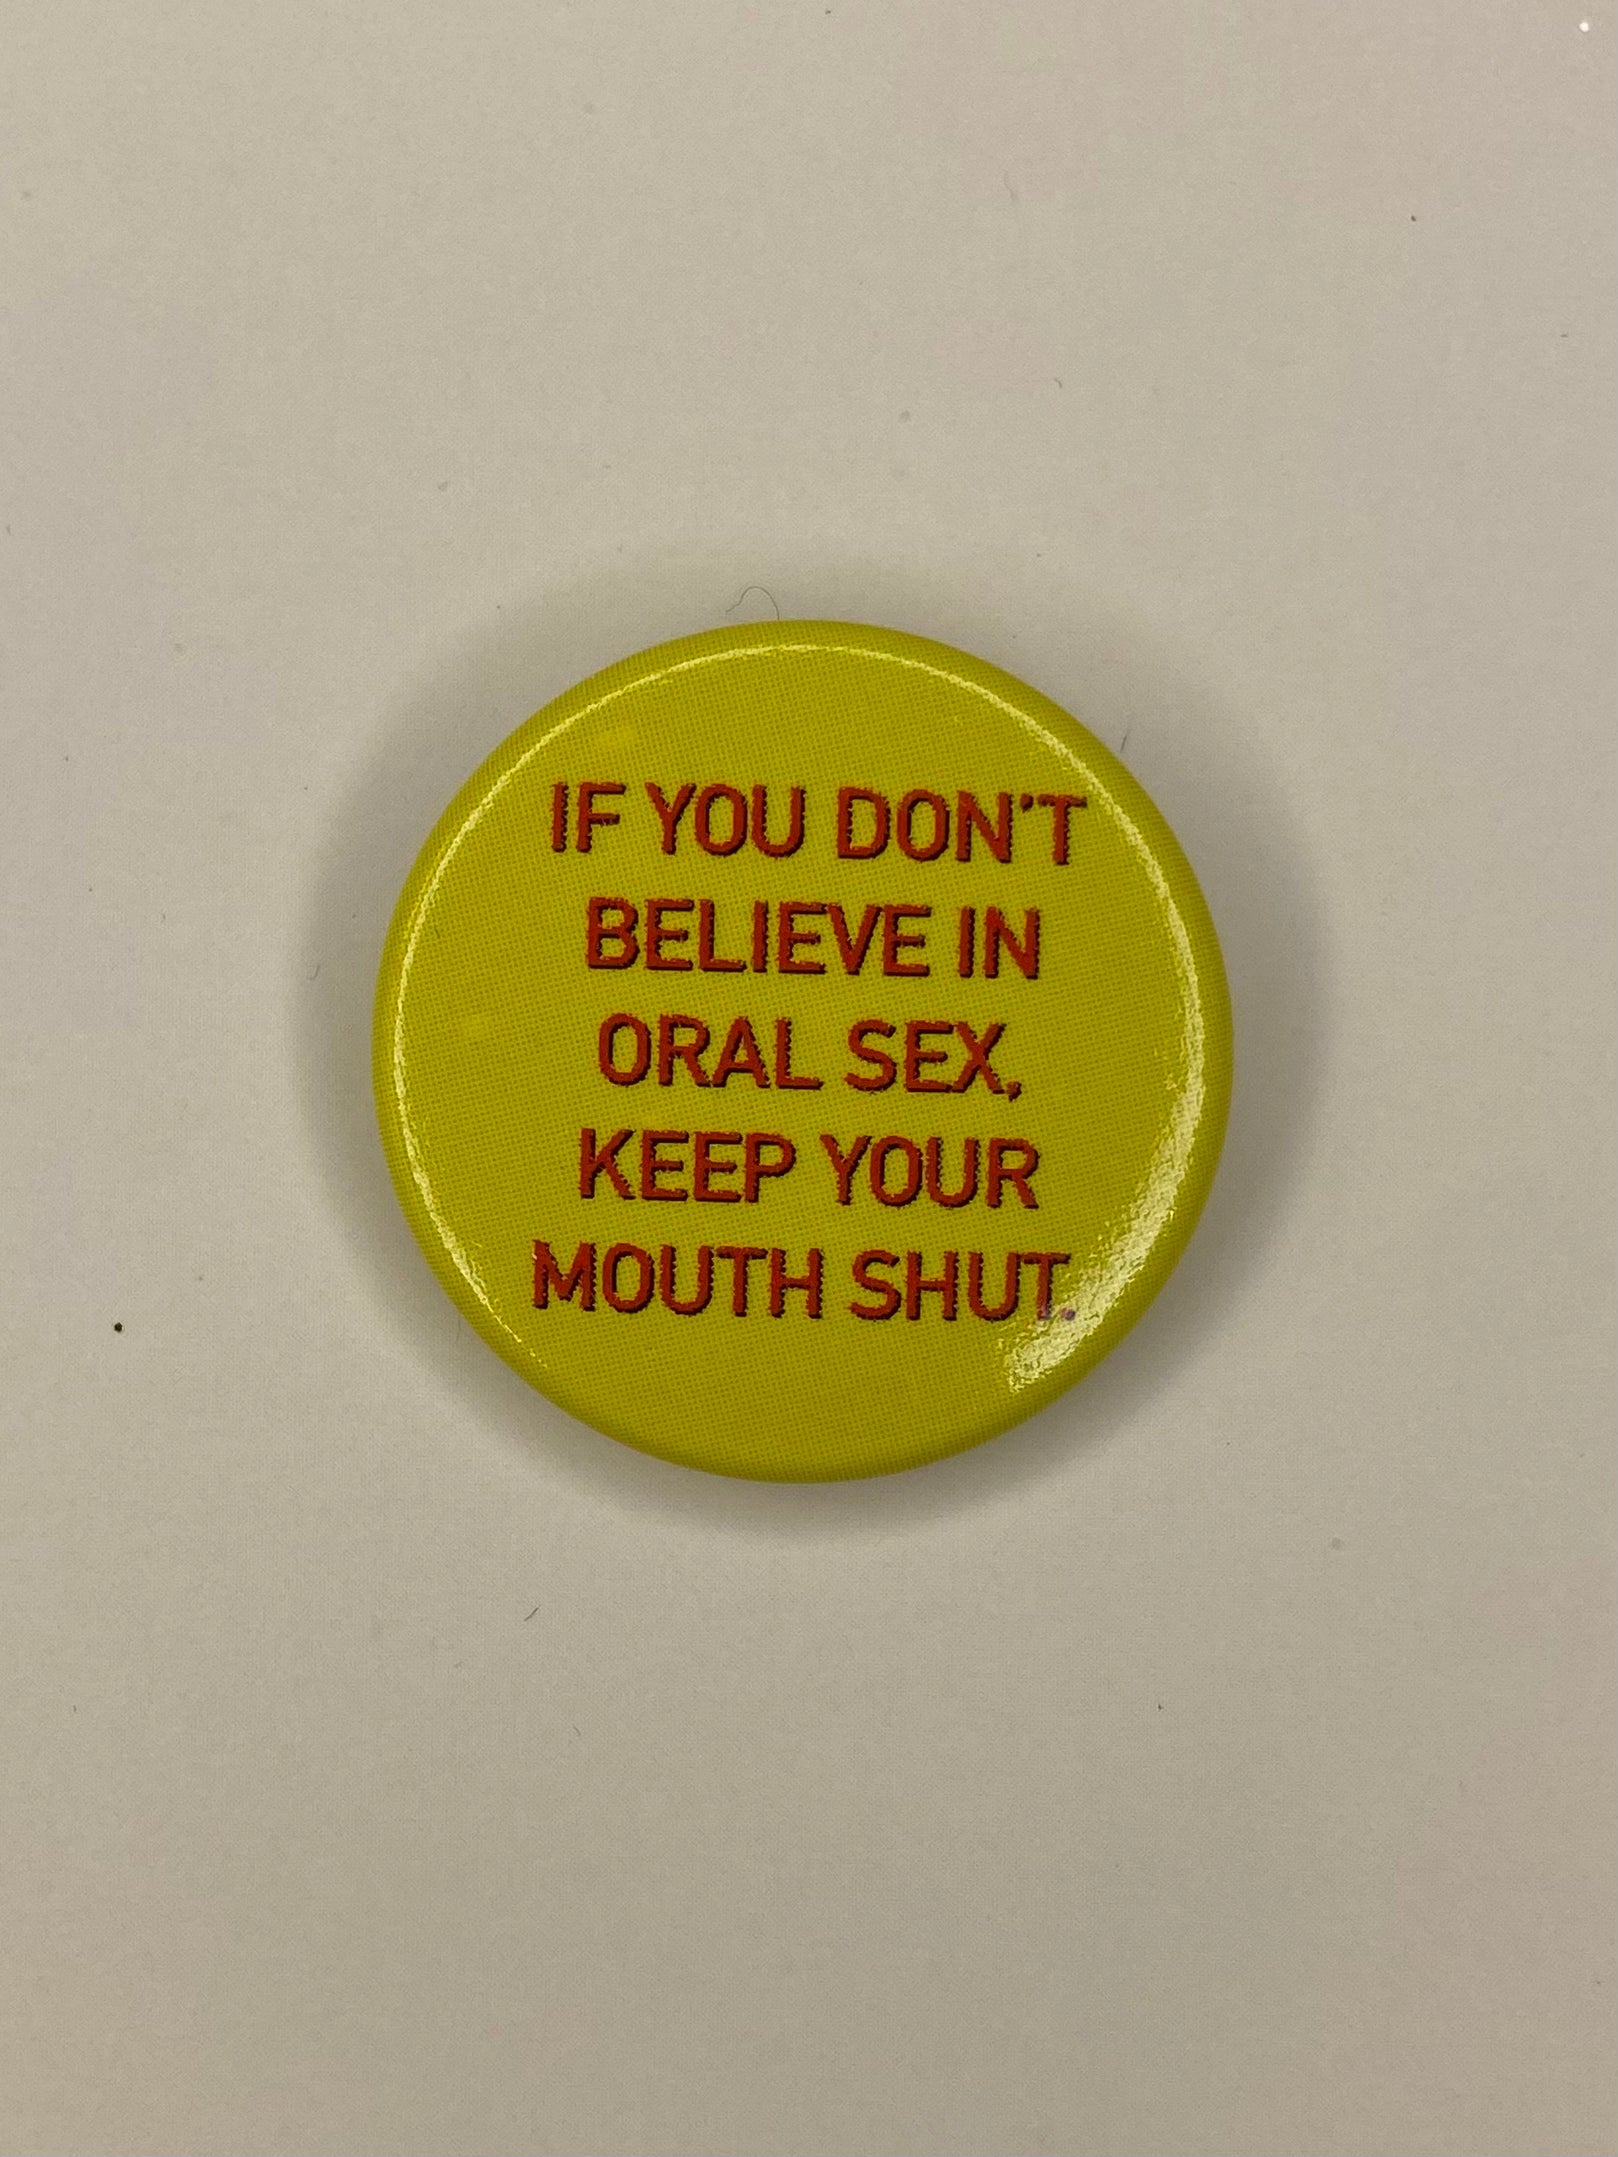 IF YOU DON'T
BELIEVE IN
ORAL SEX,
KEEP YOUR
MOUTH SHUT.